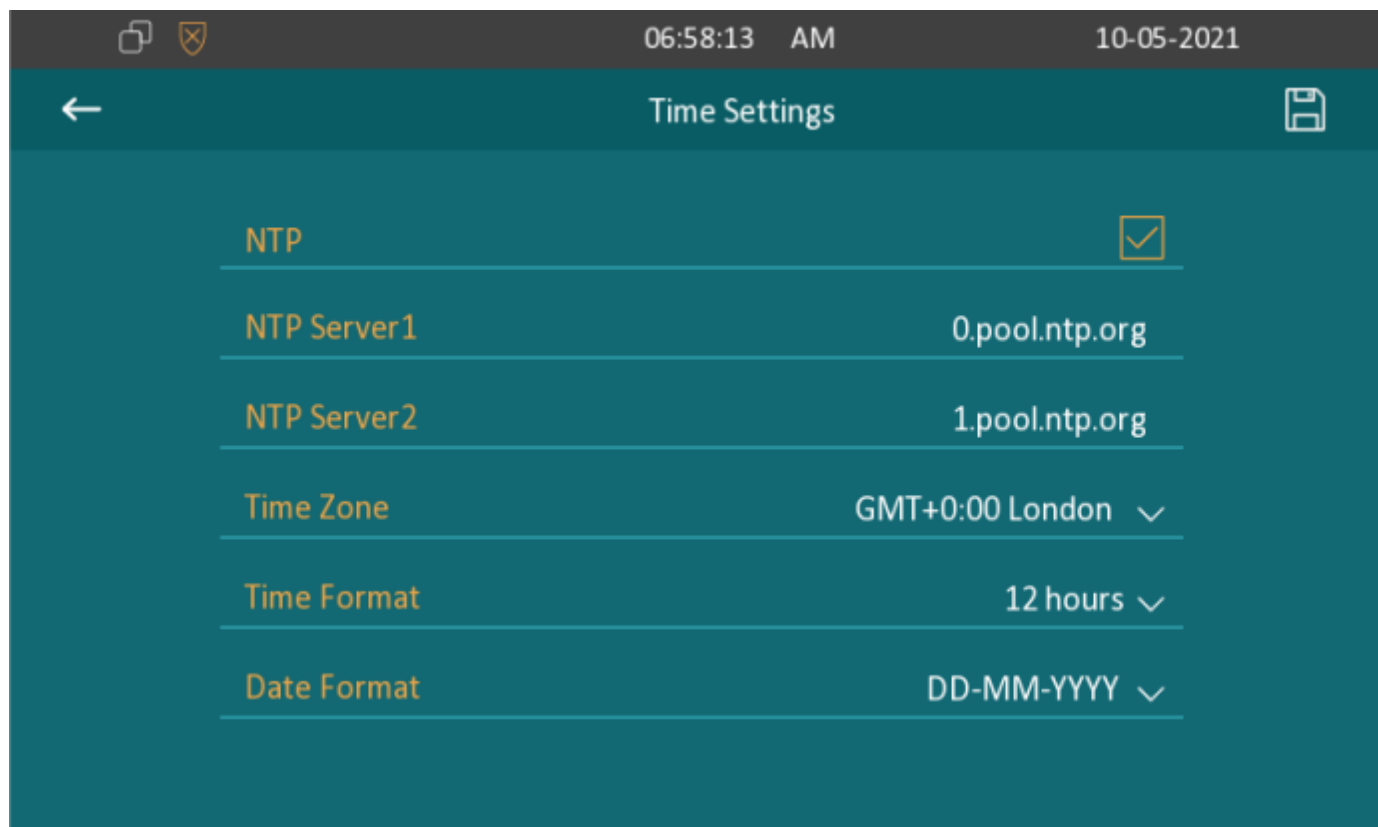 06:58:13 AM 10-05-2021
Time Settings
NTP
NTP Server1 0.pool.ntp.org
NTP Server2 1.pool.ntp.org
Time Zone GMT+0:00 London
Time Format 12 hours
Date Format DD-MM-YYYY